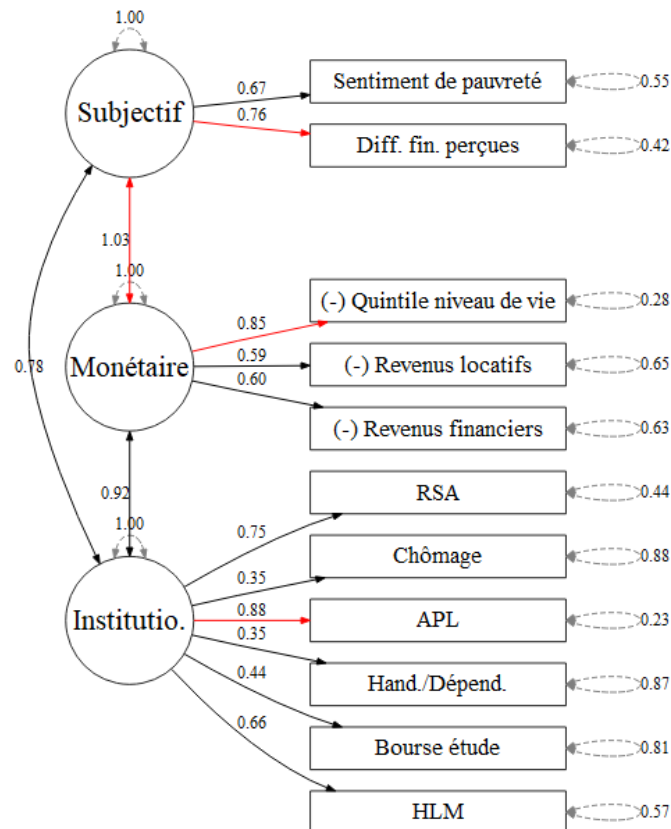 1.00
Subjectif
0.67
Sentiment de pauvreté
0.55
0.76
Diff. fin. perçues
0.42
1.03
1.00
Monétaire
0.85
(-) Quintile niveau de vie
0.28
0.59
(-) Revenus locatifs
0.65
0.60
(-) Revenus financiers
0.63
0.78
0.92
1.00
Institutio.
0.75
RSA
0.44
0.35
Chômage
0.88
0.88
APL
0.23
0.35
Hand./Dépend.
0.87
0.44
Bourse étude
0.81
0.66
HLM
0.57